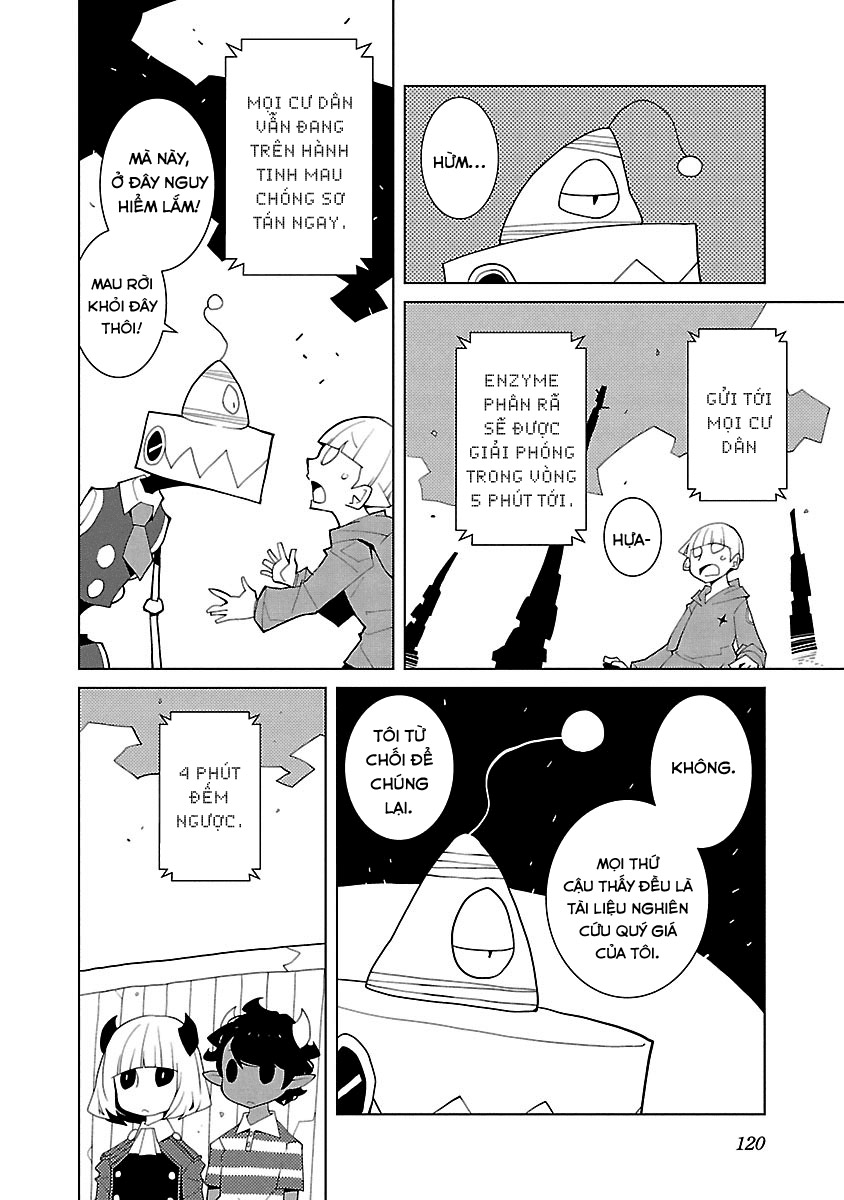 HỪM...
GỬI TỚI
MỌI CƯ
DÂN
ENZYME
PHÂN RÃ
SẼ ĐƯỢC
GIẢI PHÓNG
TRONG VÒNG
5 PHÚT TỚI.
HỰA-
MỌI CƯ DÂN
VẪN ĐANG
TRÊN HÀNH
TINH MAU
CHÓNG SƠ
TÁN NGAY.
MÀ NÀY,
Ở ĐÂY NGUY
HIỂM LẮM!
MAU RỜI
KHỎI ĐÂY
THÔI!
KHÔNG.
MỌI THỨ
CẬU THẤY ĐỀU LÀ
TÀI LIỆU NGHIÊN
CỨU QUÝ GIÁ
CỦA TÔI.
TÔI TỪ
CHỐI ĐỂ
CHÚNG
LẠI.
4 PHÚT
ĐẾM
NGƯỢC.
120